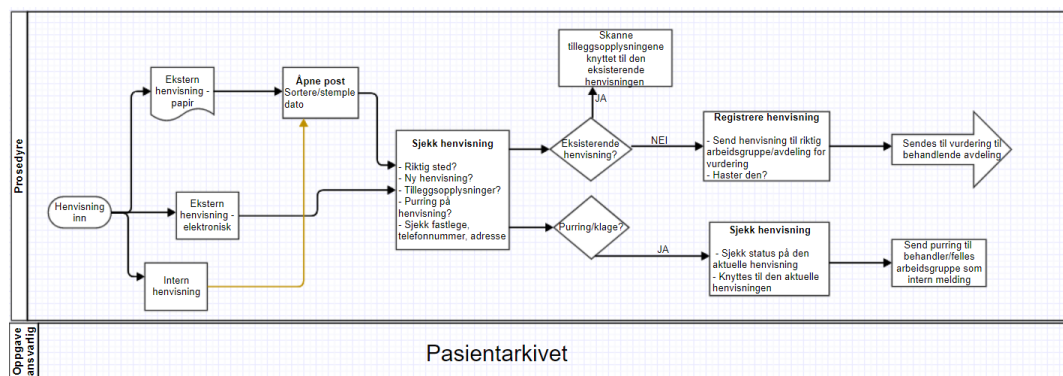 Prosedyre
Henvisning
inn
Ekstern
henvisning -
papir
Ekstern
henvisning -
elektronisk
Intern
henvisning
Åpne post
Sortere/stemple
dato
Sjekk henvisning
- Riktig sted?
- Ny henvisning?
- Tilleggsopplysninger?
- Purring på
henvisning?
- Sjekk fastlege,
telefonnummer, adresse
Skanne
tilleggsopplysningene
knyttet til den
eksisterende
henvisningen
JA
Eksisterende
henvisning?
NEI
Registrere henvisning
- Send henvisning til riktig
arbeidsgruppe/avdeling for
vurdering
- Haster den?
Sendes til vurdering til
behandlende avdeling
Purring/klage?
JA
Sjekk henvisning
- Sjekk status på den
aktuelle henvisning
- Knyttes til den aktuelle
henvisningen
Send purring til
behandler/felles
arbeidsgruppe som
intern melding
Oppgave
ansvarlig
Pasientarkivet